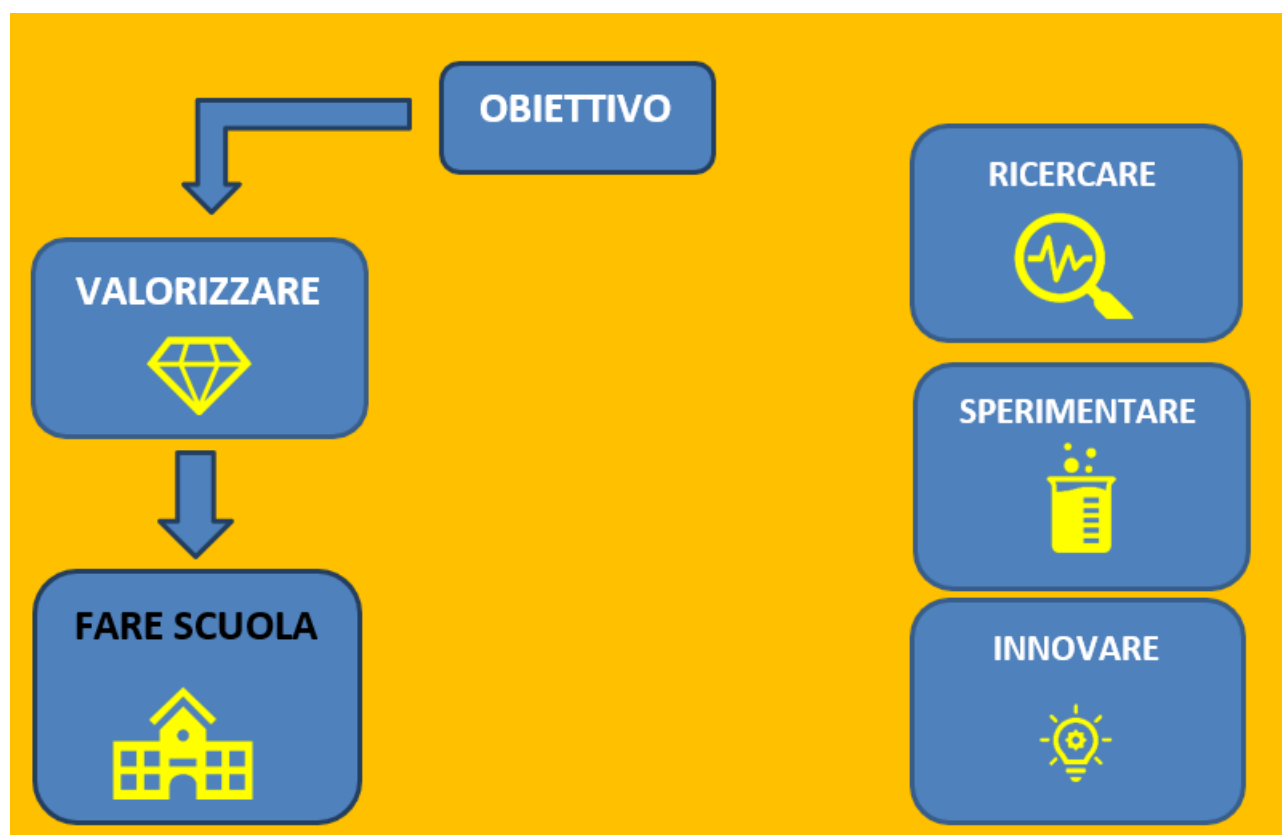 OBIETTIVO
VALORIZZARE
FARE SCUOLA
RICERCARE
SPERIMENTARE
INNOVARE